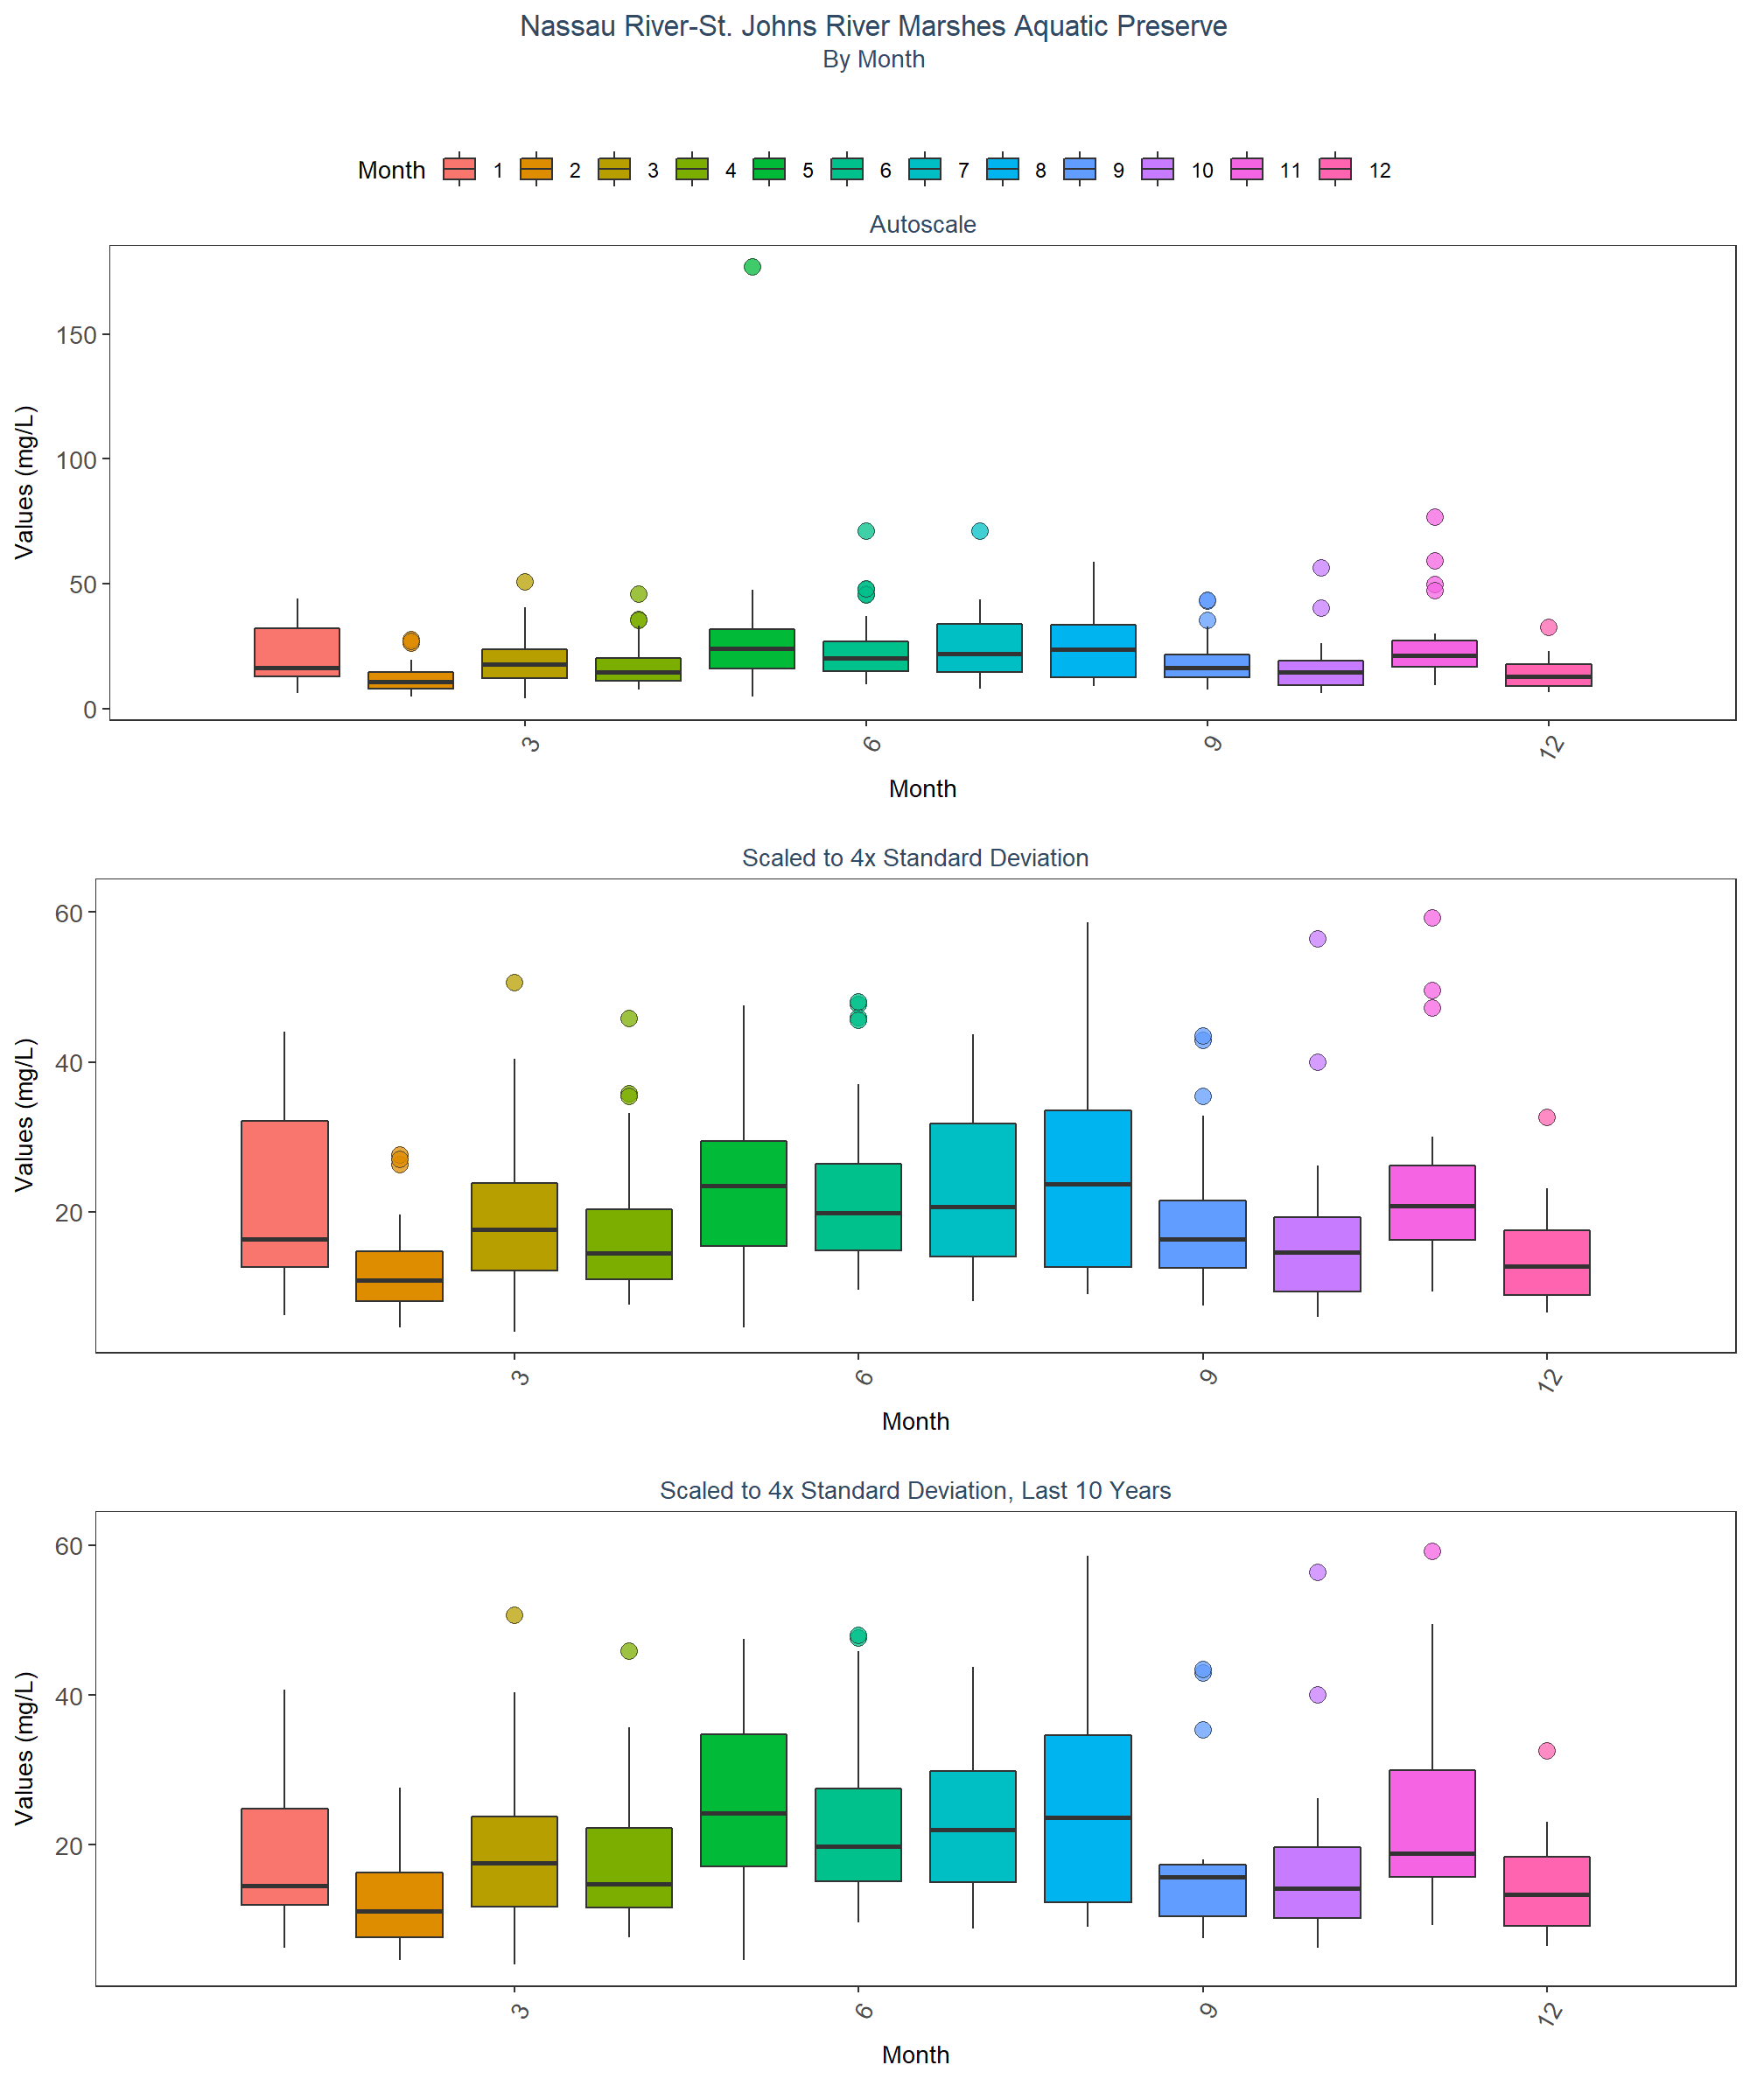 Nassau River-St. Johns River Marshes Aquatic Preserve
By Month
Month 1 2 3 4 5 6 7 8 9 10 11 12
Autoscale
Values (mg/L)
150
100
50
0
3 6 9 12
Month
Scaled to 4x Standard Deviation
Values (mg/L)
60
40
20
3 6 9 12
Month
Scaled to 4x Standard Deviation, Last 10 Years
Values (mg/L)
60
40
20
3 6 9 12
Month